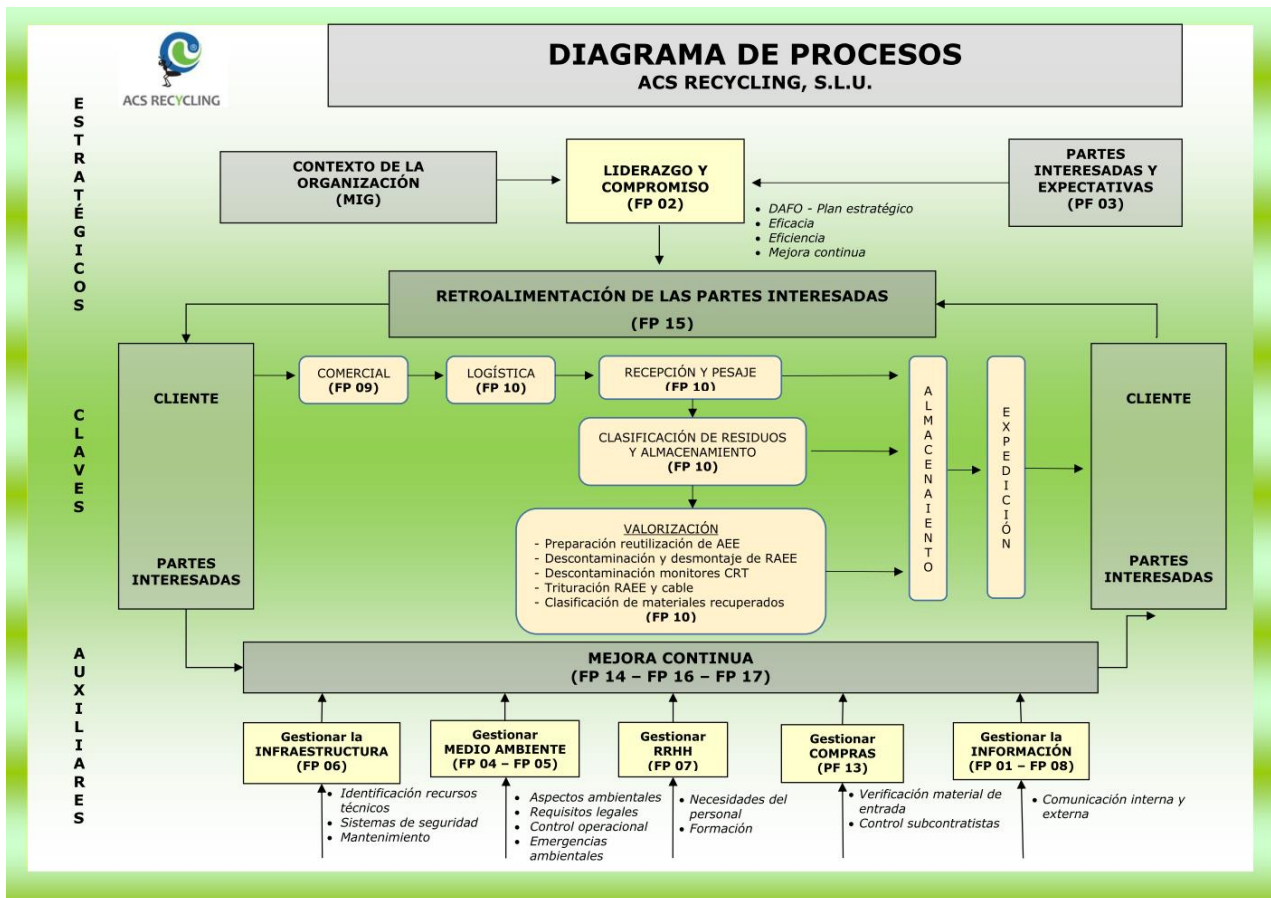 ACS RECYCLING
DIAGRAMA DE PROCESOS
ACS RECYCLING, S.L.U.
ESTRATÉGICOS
CONTEXTO DE LA
ORGANIZACIÓN
(MIG)
LIDERAZGO Y
COMPROMISO
(FP 02)
PARTES
INTERESADAS Y
EXPECTATIVAS
(PF 03)
• DAFO - Plan estratégico
• Eficacia
• Eficiencia
• Mejora continua
RETROALIMENTACIÓN DE LAS PARTES INTERESADAS
(FP 15)
CLAVES
CLIENTE
PARTES
INTERESADAS
COMERCIAL
(FP 09)
LOGÍSTICA
(FP 10)
RECEPCIÓN Y PESAJE
(FP 10)
CLASIFICACIÓN DE RESIDUOS
Y ALMACENAMIENTO
(FP 10)
VALORIZACIÓN
- Preparación reutilización de AEE
- Descontaminación y desmontaje de RAEE
- Descontaminación monitores CRT
- Trituración RAEE y cable
- Clasificación de materiales recuperados
(FP 10)
ALMACENAIENTO
EXPEDICIÓN
CLIENTE
PARTES
INTERESADAS
AUXILIARES
MEJORA CONTINUA
(FP 14 – FP 16 – FP 17)
Gestionar la
INFRAESTRUCTURA
(FP 06)
• Identificación recursos
técnicos
• Sistemas de seguridad
• Mantenimiento
Gestionar
MEDIO AMBIENTE
(FP 04 – FP 05)
• Aspectos ambientales
• Requisitos legales
• Control operacional
• Emergencias
ambientales
Gestionar
RRHH
(FP 07)
• Necesidades del
personal
• Formación
Gestionar
COMPRAS
(PF 13)
• Verificación material de
entrada
• Control subcontratistas
Gestionar la
INFORMACIÓN
(FP 01 – FP 08)
• Comunicación interna y
externa